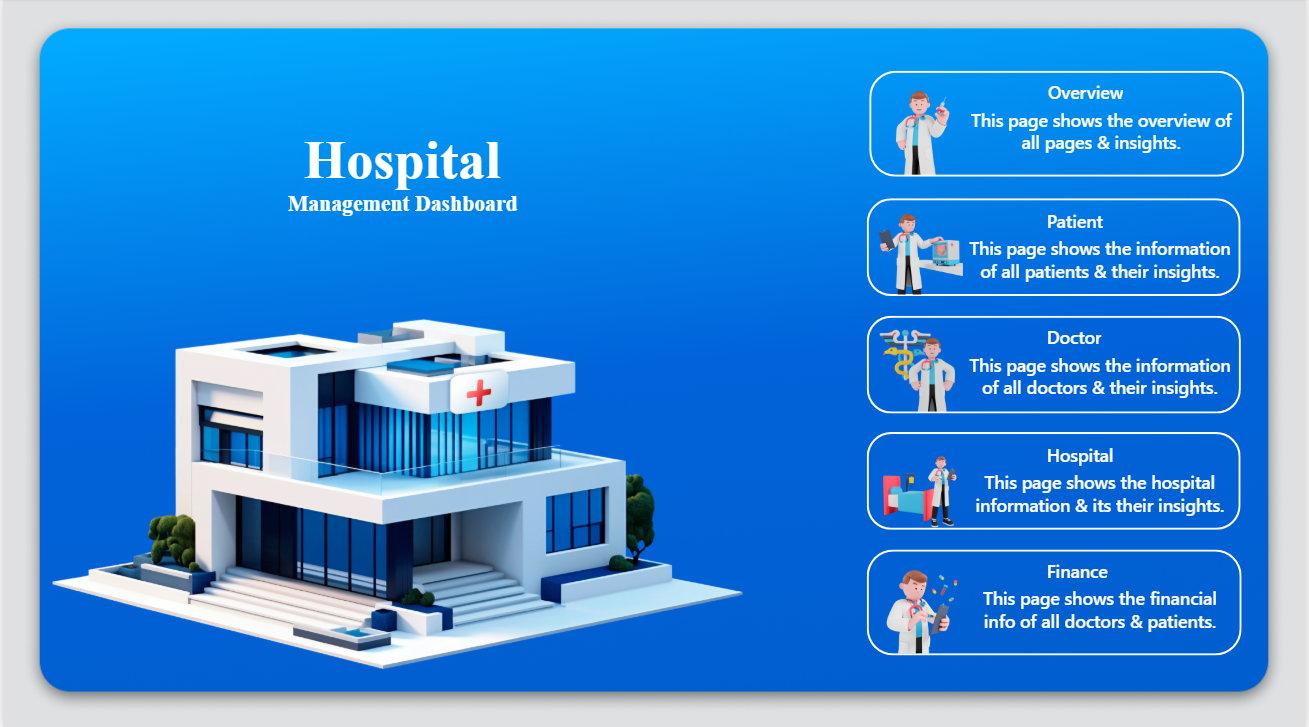 Hospital
Management Dashboard
Overview
This page shows the overview of
all pages & insights.
Patient
This page shows the information
of all patients & their insights.
Doctor
This page shows the information
of all doctors & their insights.
Hospital
This page shows the hospital
information & its their insights.
Finance
This page shows the financial
info of all doctors & patients.